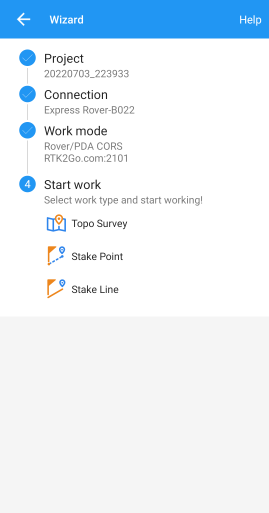 Wizard Help
Project
20220703_223933
Connection
Express Rover-B022
Work mode
Rover/PDA CORS
RTK2Go.com:2101
4 Start work
Select work type and start working!
Topo Survey
Stake Point
Stake Line